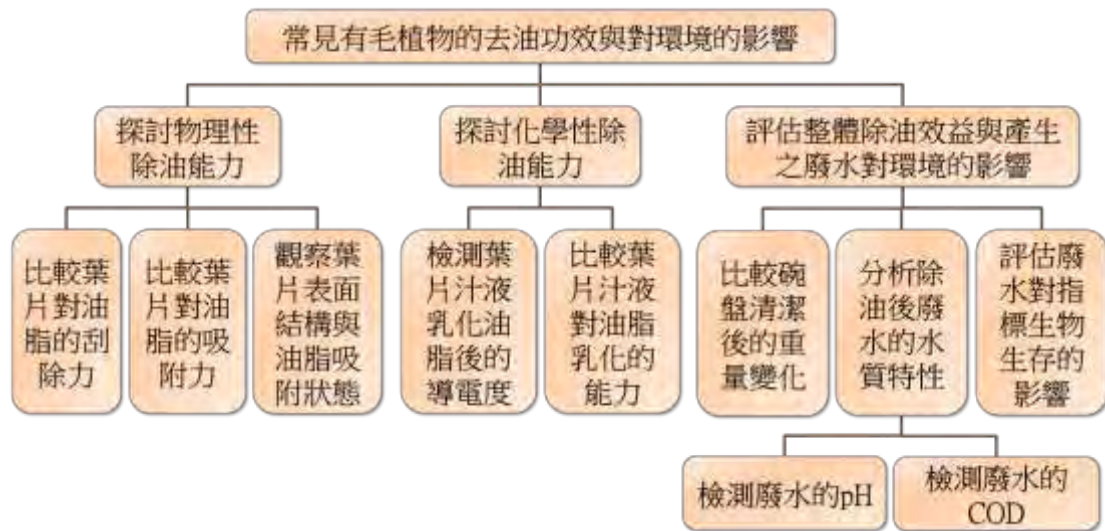 常見有毛植物的去油功效與對環境的影響
探討物理性
除油能力
探討化學性除
油能力
評估整體除油效益與產生
之廢水對環境的影響
比較葉
片對油
脂的刮
除力
比較葉
片對油
脂的吸
附力
觀察葉
片表面
結構與
油脂吸
附狀態
檢測葉
片汁液
乳化油
脂後的
導電度
比較葉
片汁液
對油脂
乳化的
能力
比較碗
盤清潔
後的重
量變化
分析除
油後廢
水的水
質特性
評估廢
水對指
標生物
生存的
影響
檢測廢水的pH
檢測廢水的
COD